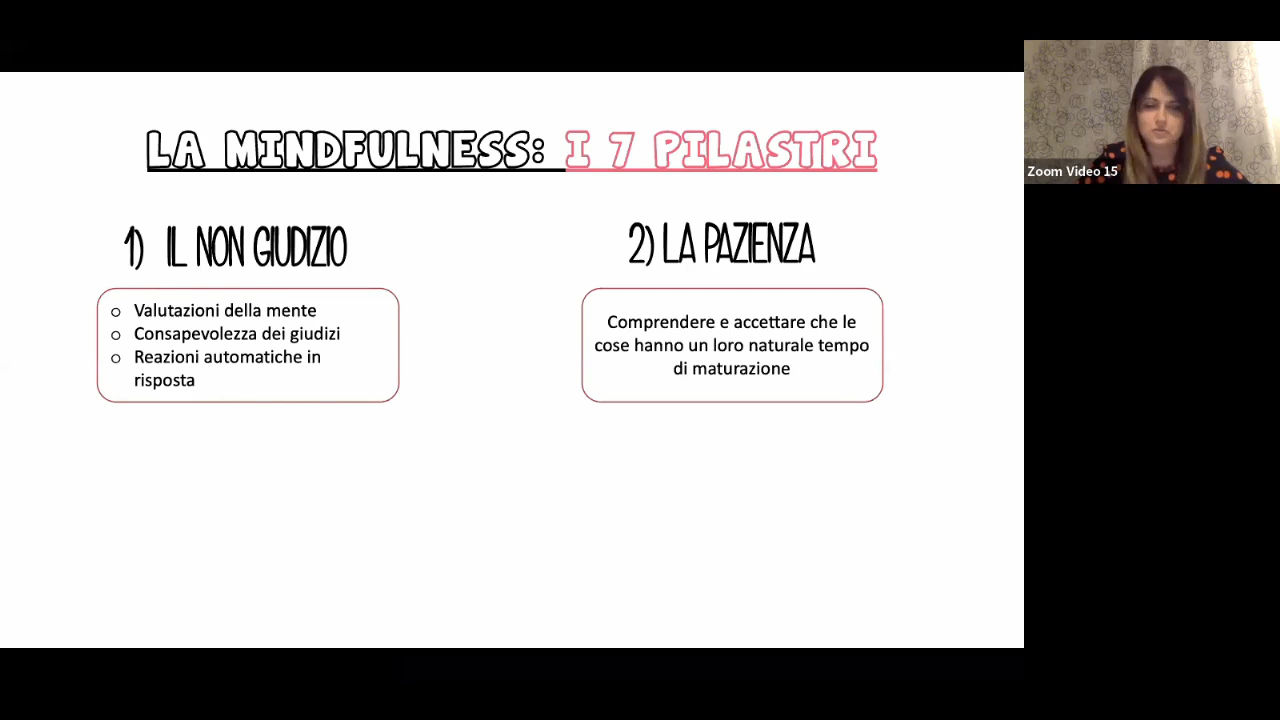 LA MINDFULNESS: I 7 PILASTRI
1) IL NON GIUDIZIO
o Valutazioni della mente
o Consapevolezza dei giudizi
o Reazioni automatiche in
risposta
2) LA PAZIENZA
Comprendere e accettare che le
cose hanno un loro naturale tempo
di maturazione
Zoom Video 15